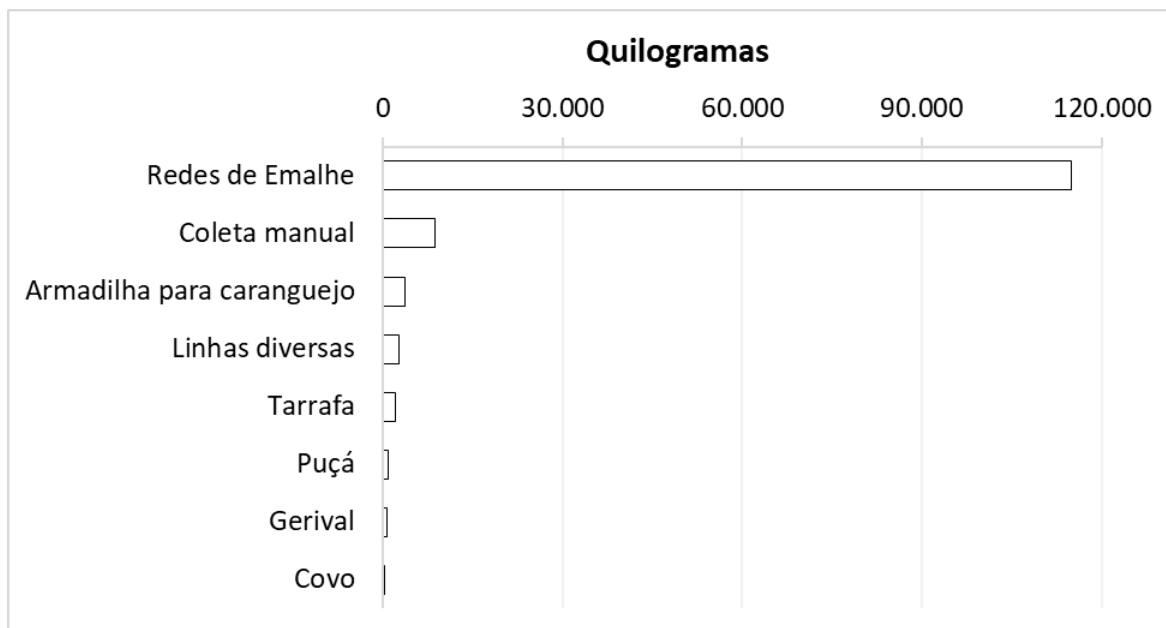 Quilogramas
0 30.000 60.000 90.000 120.000
Redes de Emalhe
Coleta manual
Armadilha para caranguejo
Linhas diversas
Tarrafa
Puçá
Gerival
Covo